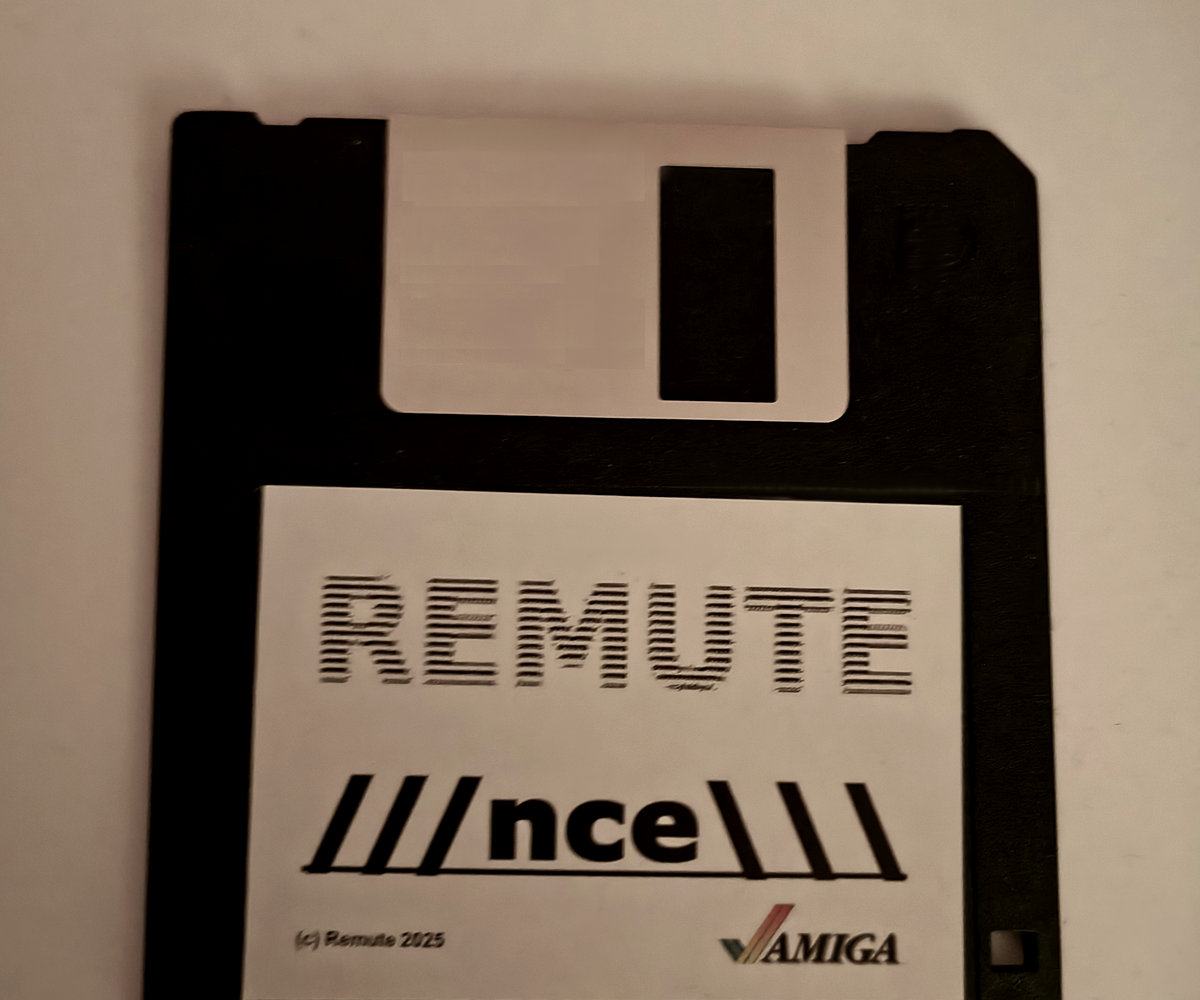 REMUTE
///nce\\\
(c) Remute 2025
AMIGA